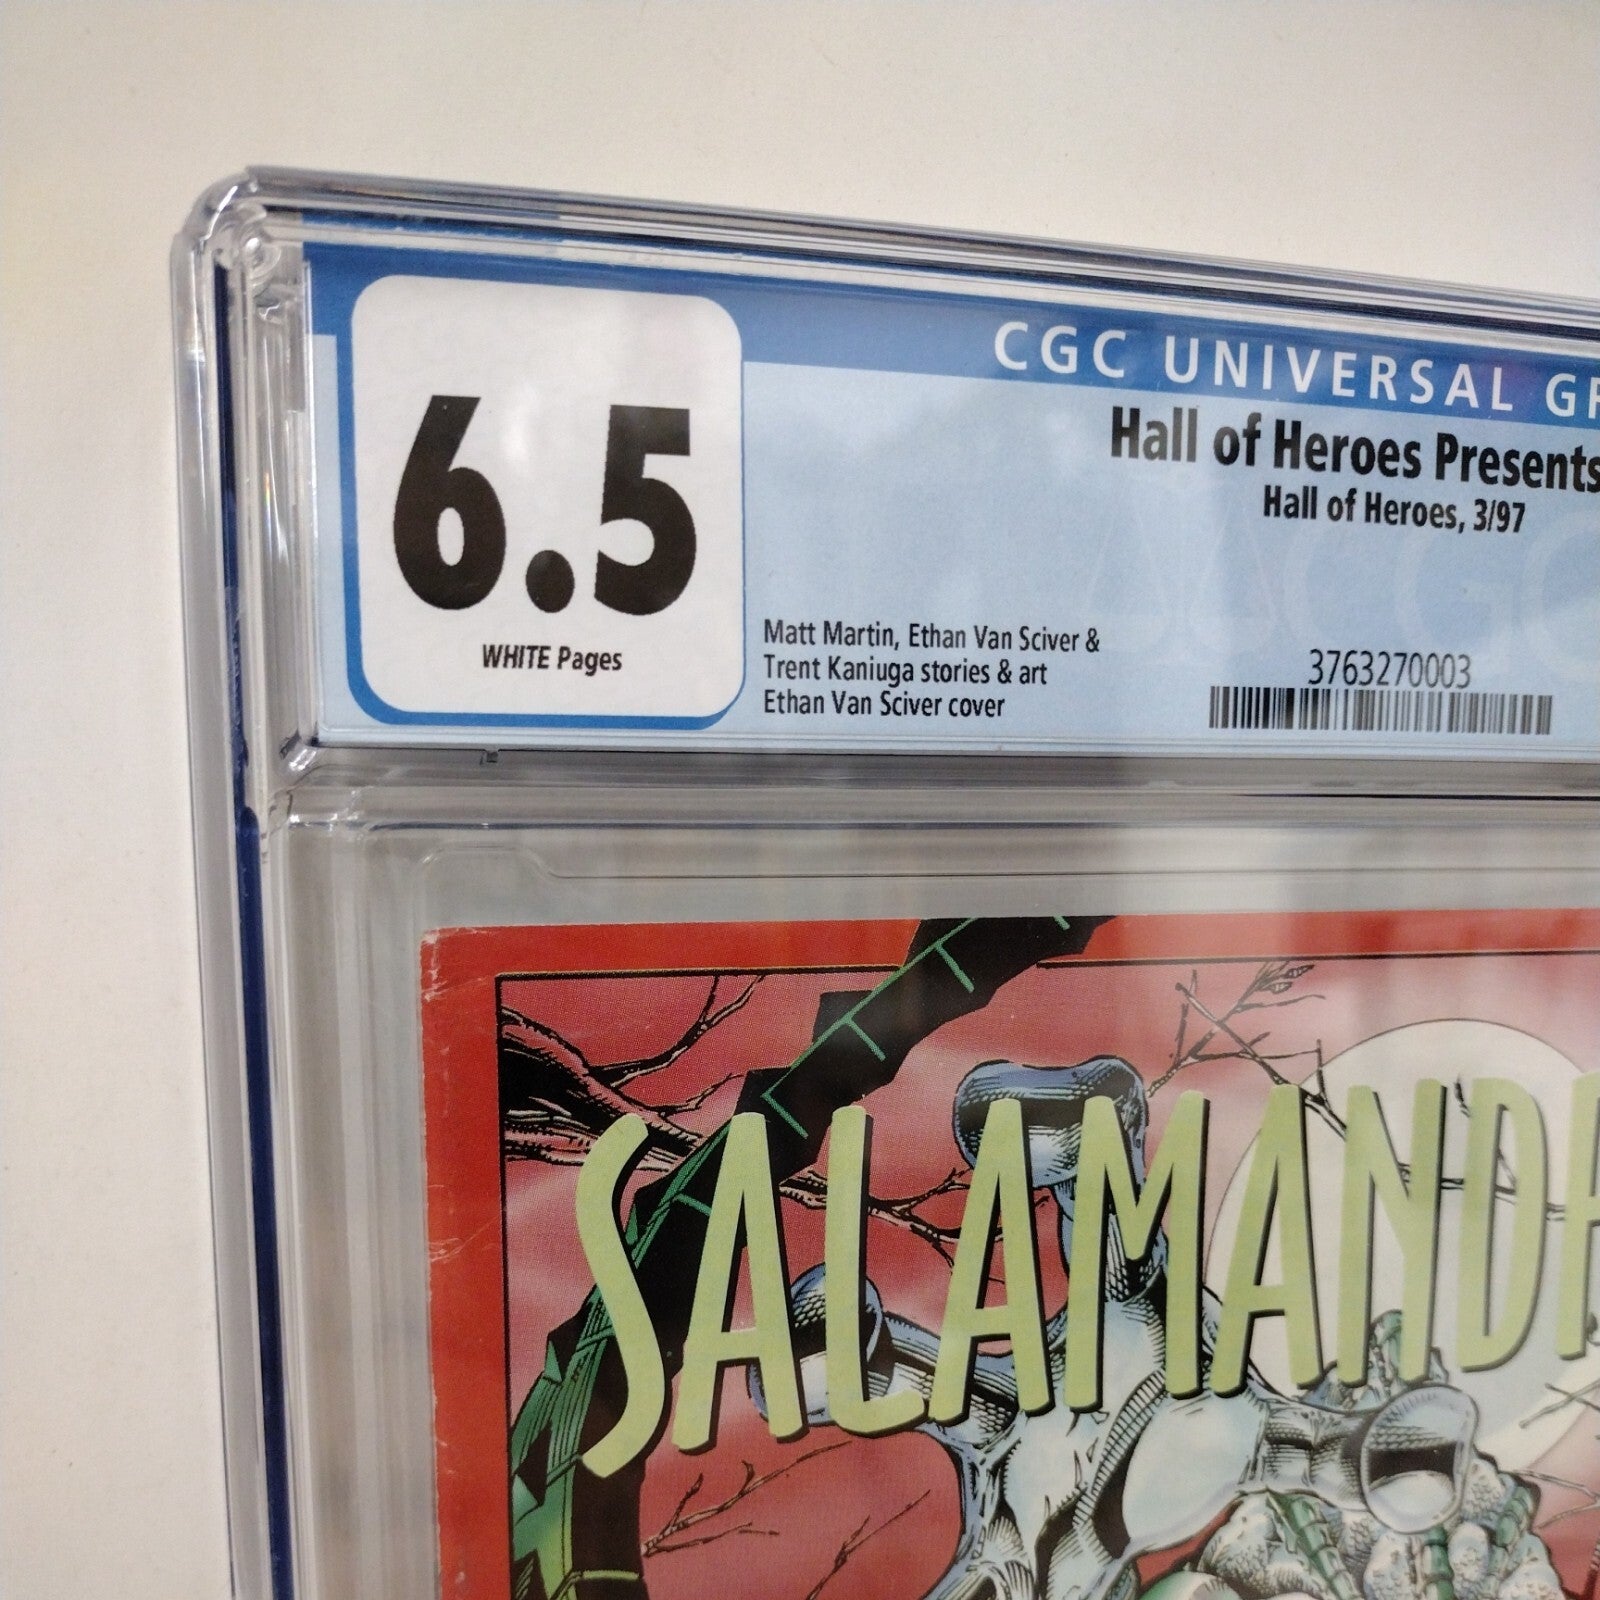 6.5
WHITE Pages
CGC UNIVERSAL
Hall of Heroes Presents
Hall of Heroes, 3/97
Matt Martin, Ethan Van Sciver &
Trent Kaniuga stories & art
Ethan Van Sciver cover
3763270003
SALAMAND